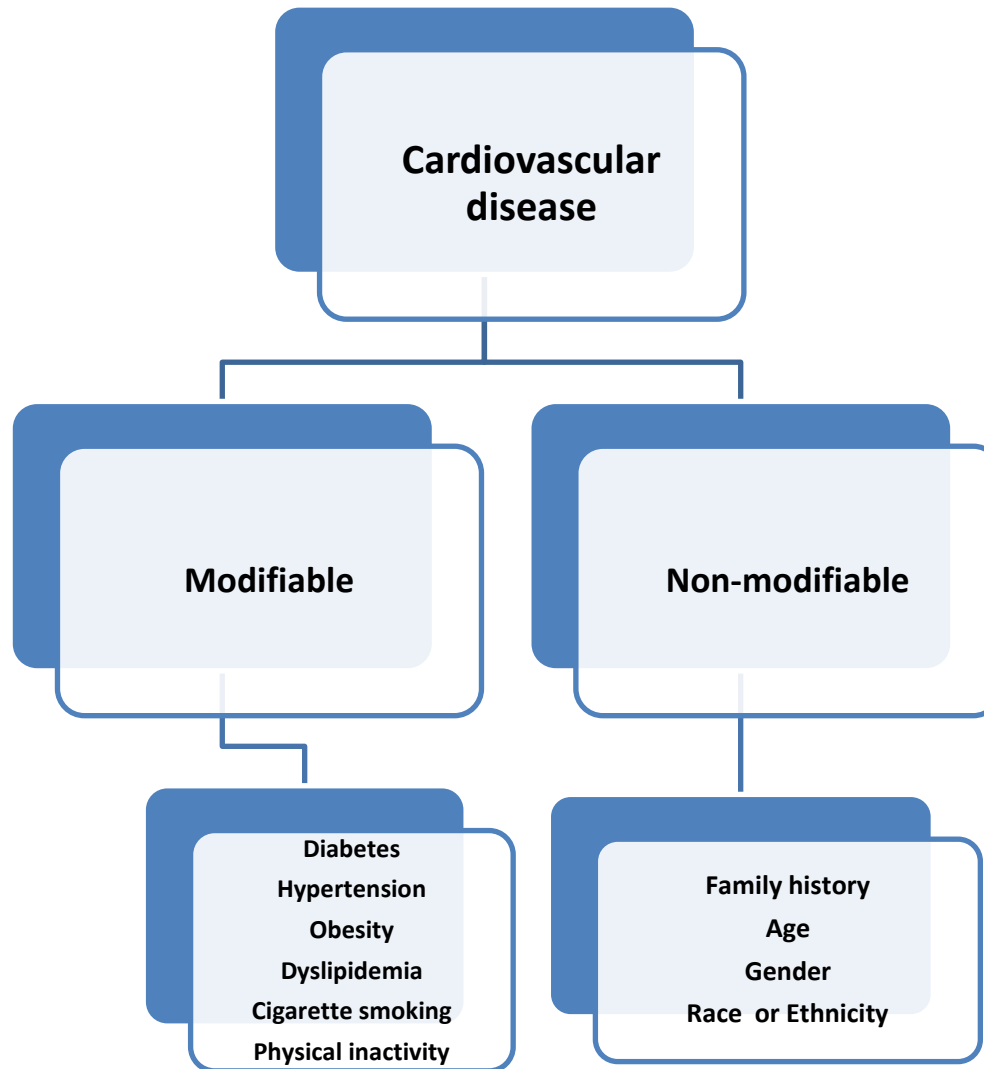 Cardiovascular
disease
Modifiable
Non-modifiable
Diabetes
Hypertension
Obesity
Dyslipidemia
Cigarette smoking
Physical inactivity
Family history
Age
Gender
Race or Ethnicity